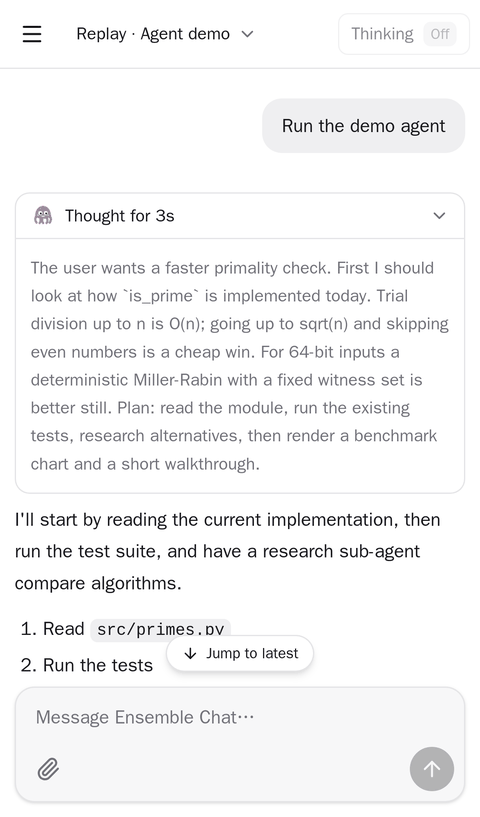 Replay · Agent demo
Thinking Off
Run the demo agent
Thought for 3s
The user wants a faster primality check. First I should
look at how `is_prime` is implemented today. Trial
division up to n is O(n); going up to sqrt(n) and skipping
even numbers is a cheap win. For 64-bit inputs a
deterministic Miller-Rabin with a fixed witness set is
better still. Plan: read the module, run the existing
tests, research alternatives, then render a benchmark
chart and a short walkthrough.
I'll start by reading the current implementation, then
run the test suite, and have a research sub-agent
compare algorithms.
1. Read src/primes.py
2. Run the tests
Jump to latest
Message Ensemble Chat···